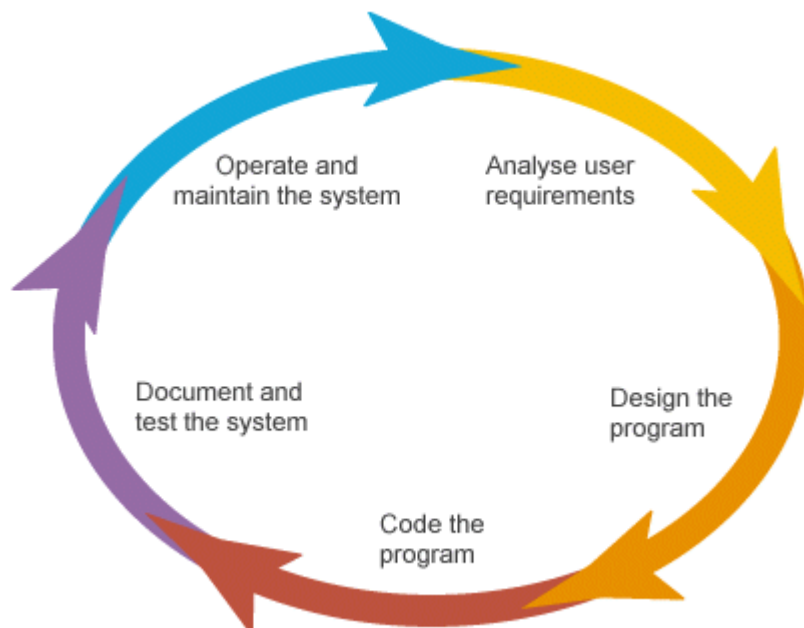 Operate and
maintain the system
Analyse user
requirements
Document and
test the system
Design the
program
Code the
program